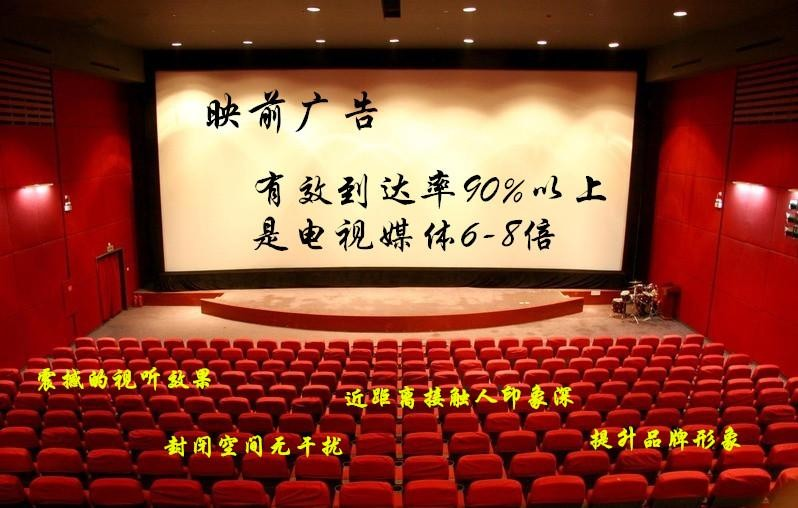 映前广告
有效到达率90%以上
是电视媒体6-8倍
震撼的视听效果
近距离接触人印象深
封闭空间无干扰
提升品牌形象